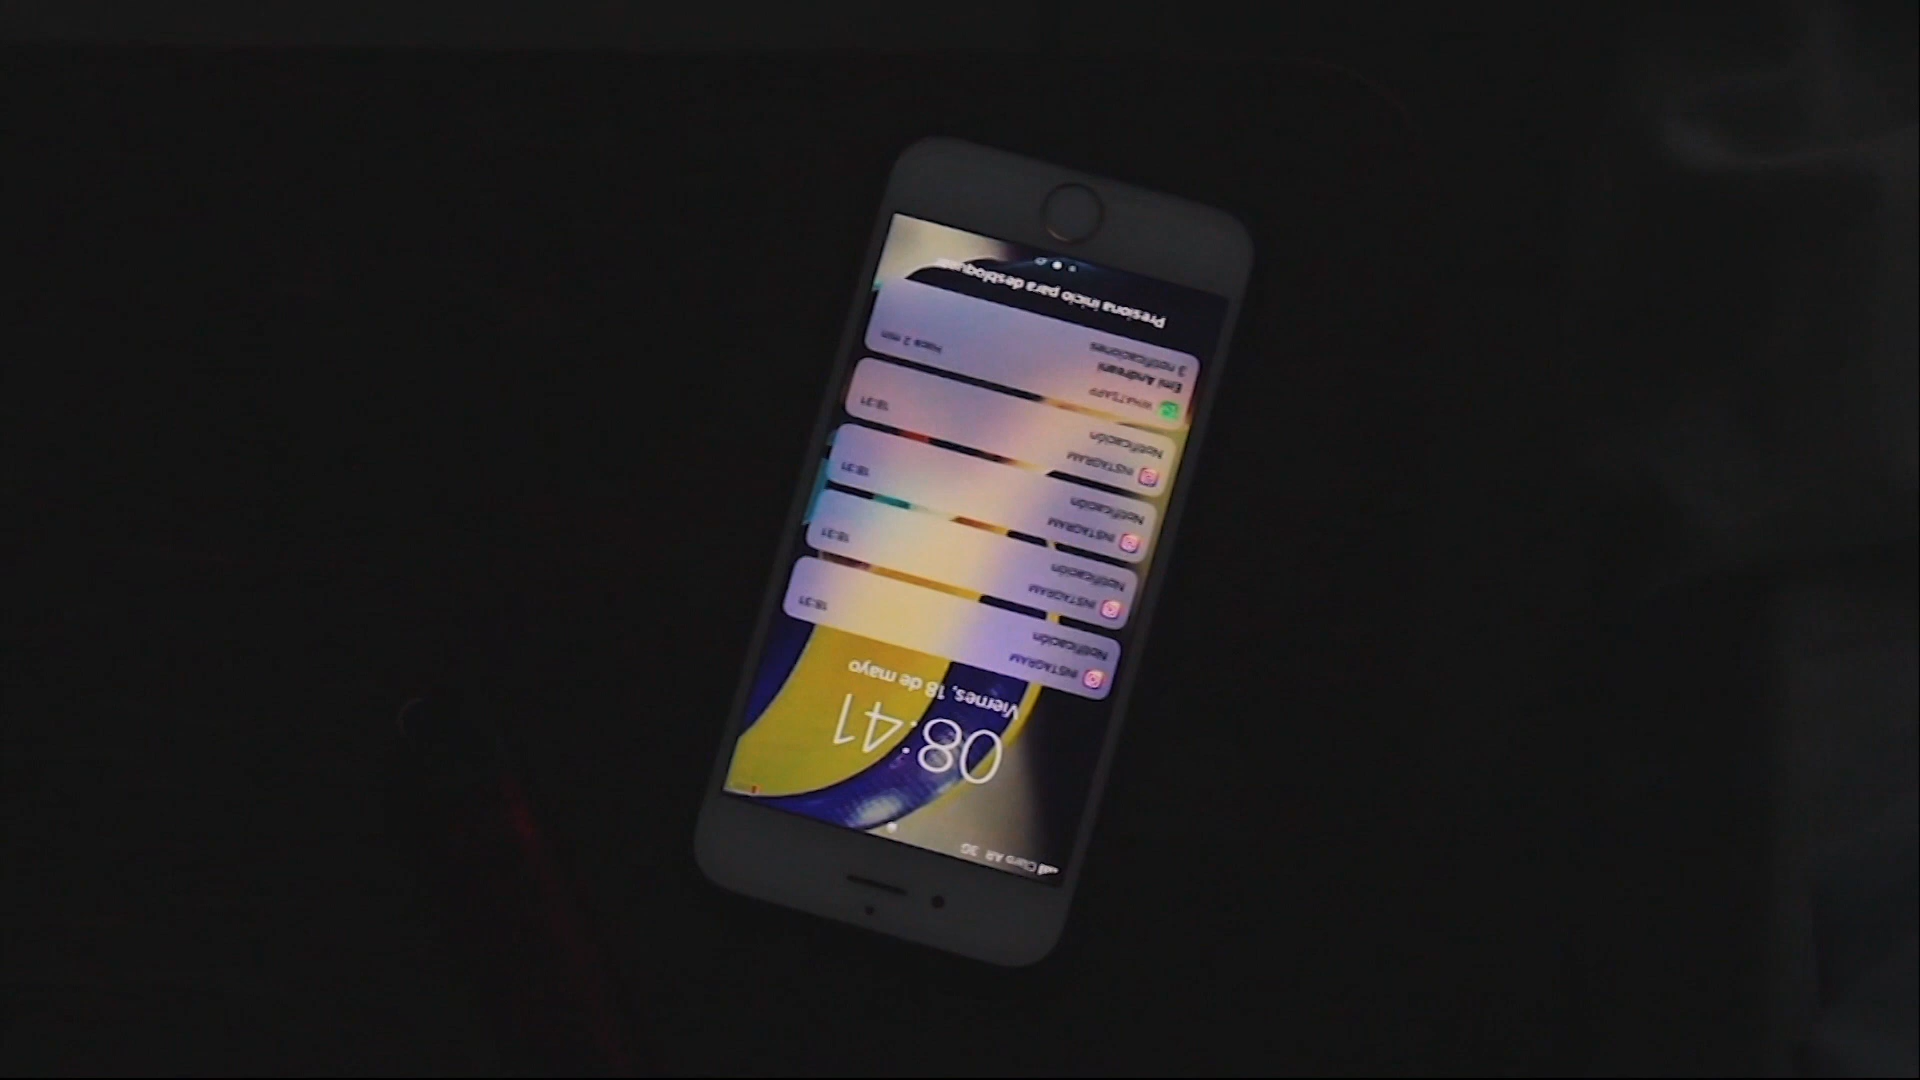 Claro AR 3G
08:41
Viernes, 18 de mayo
INSTAGRAM 18:31
Notificación
INSTAGRAM 18:31
Notificación
INSTAGRAM 18:31
Notificación
INSTAGRAM 18:31
Notificación
WHATSAPP Hace 2 min
Emi Andreani
3 notificaciones
Presiona inicio para desbloquear